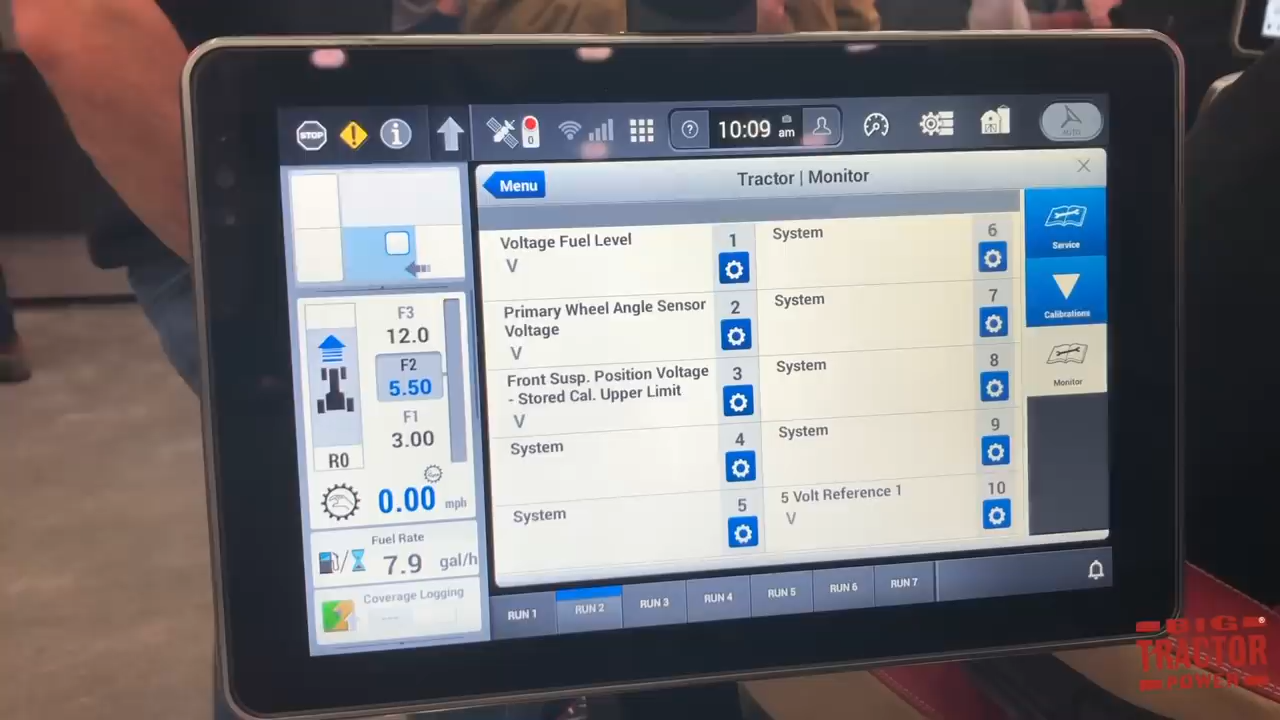 STOP
0
?
10:09 am
AUTO
Menu
Tractor | Monitor
Voltage Fuel Level
V
1
Primary Wheel Angle Sensor
Voltage
V
2
Front Susp. Position Voltage
- Stored Cal. Upper Limit
V
3
System
4
System
5
System
6
System
7
System
8
System
9
5 Volt Reference 1
V
10
Service
Calibrations
Monitor
F3
12.0
F2
5.50
F1
3.00
R0
0.00 mph
Fuel Rate
7.9 gal/h
Coverage Logging
---
RUN 1
RUN 2
RUN 3
RUN 4
RUN 5
RUN 6
RUN 7
BIG
TRACTOR
POWER
®